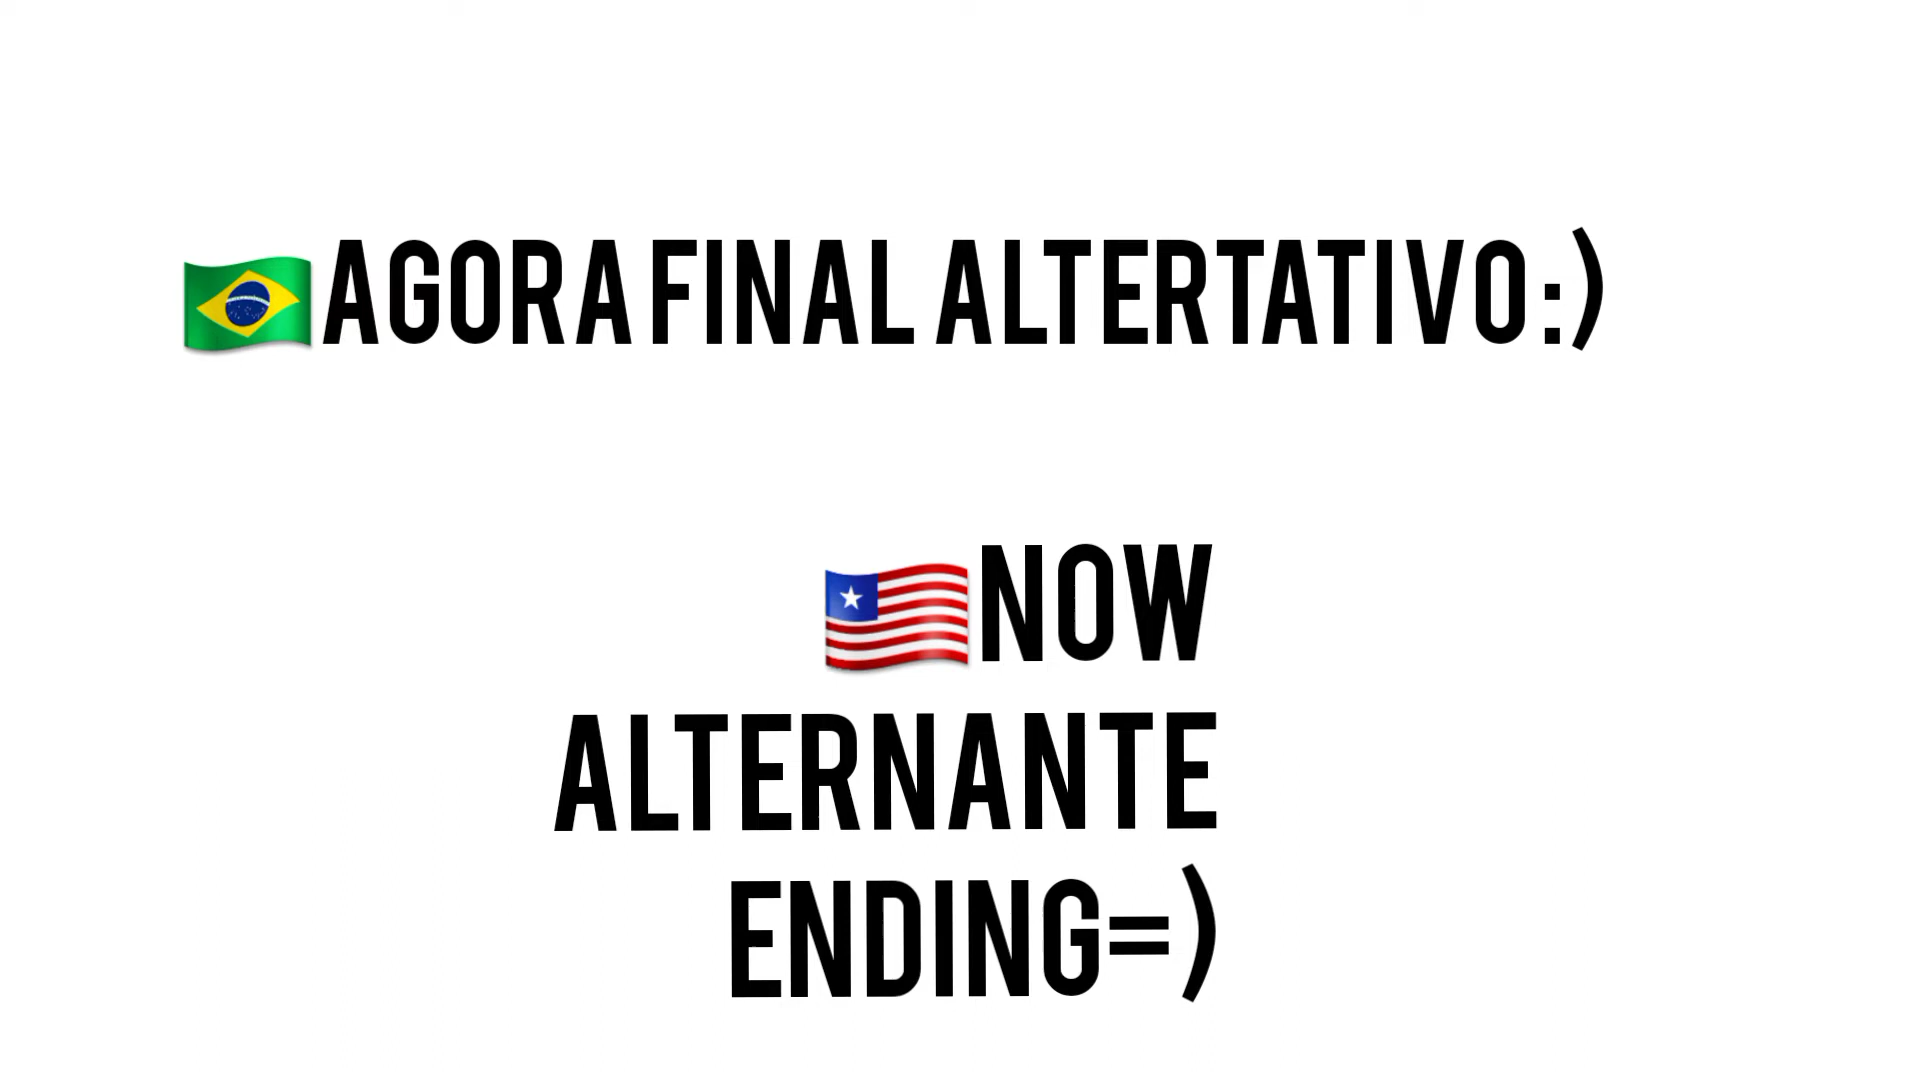 🇧🇷AGORA FINAL ALTERTATIVO :)
🇱🇷NOW
ALTERNANTE
ENDING=)